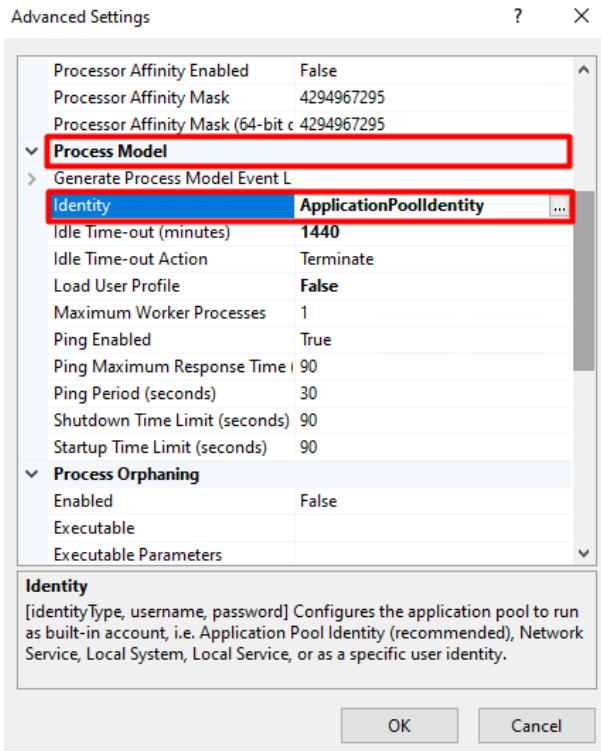 Advanced Settings ? ×
Processor Affinity Enabled False
Processor Affinity Mask 4294967295
Processor Affinity Mask (64-bit c 4294967295
Process Model
Generate Process Model Event L
Identity ApplicationPoolIdentity ...
Idle Time-out (minutes) 1440
Idle Time-out Action Terminate
Load User Profile False
Maximum Worker Processes 1
Ping Enabled True
Ping Maximum Response Time ( 90
Ping Period (seconds) 30
Shutdown Time Limit (seconds) 90
Startup Time Limit (seconds) 90
Process Orphaning
Enabled False
Executable
Executable Parameters
Identity
[identityType, username, password] Configures the application pool to run
as built-in account, i.e. Application Pool Identity (recommended), Network
Service, Local System, Local Service, or as a specific user identity.
OK Cancel